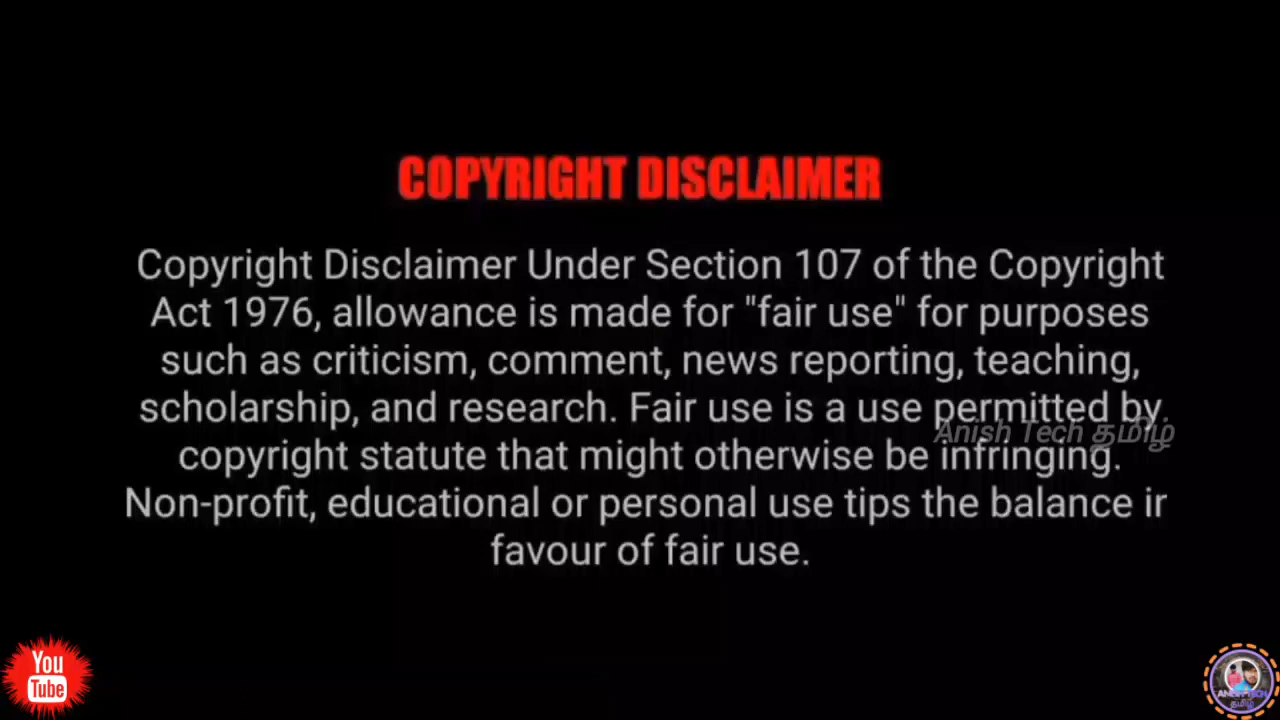 COPYRIGHT DISCLAIMER
Copyright Disclaimer Under Section 107 of the Copyright
Act 1976, allowance is made for "fair use" for purposes
such as criticism, comment, news reporting, teaching,
scholarship, and research. Fair use is a use permitted by
Anish Tech தமிழ்
copyright statute that might otherwise be infringing.
Non-profit, educational or personal use tips the balance ir
favour of fair use.
You
Tube
ANISH TECH
தமிழ்